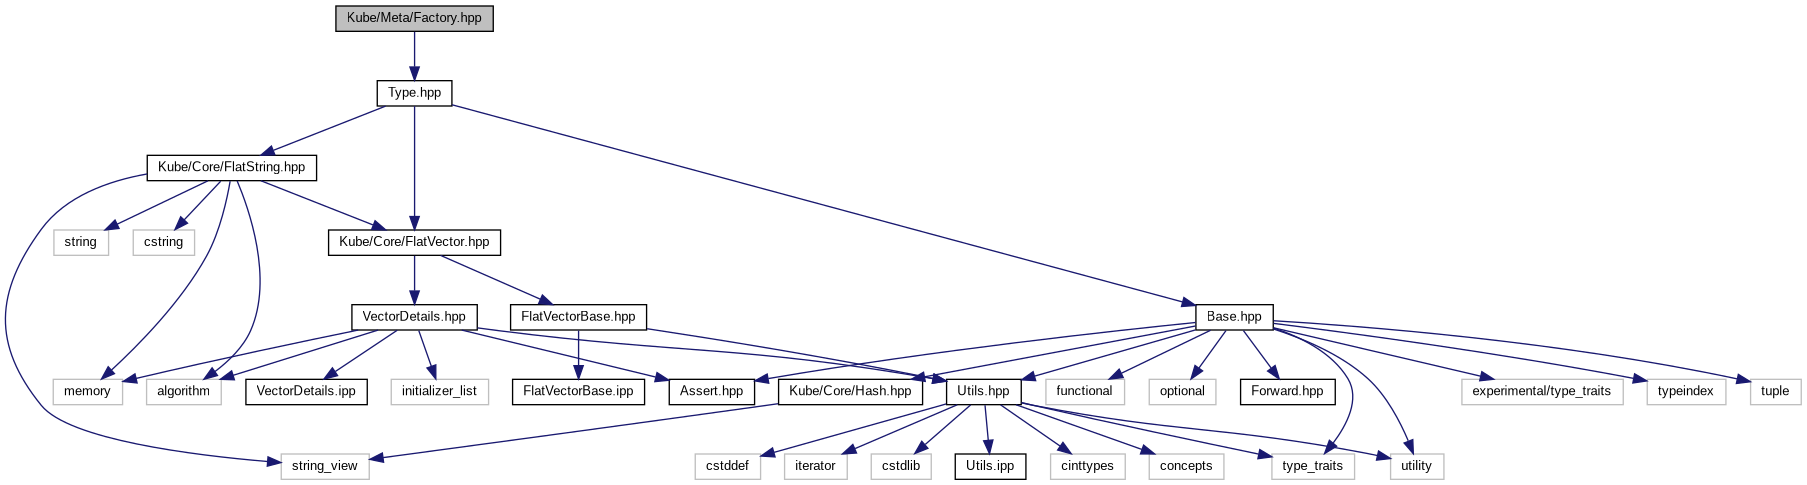 Kube/Meta/Factory.hpp
Type.hpp
Kube/Core/FlatString.hpp
string
cstring
Kube/Core/FlatVector.hpp
VectorDetails.hpp
FlatVectorBase.hpp
Base.hpp
memory
algorithm
VectorDetails.ipp
initializer_list
FlatVectorBase.ipp
Assert.hpp
Kube/Core/Hash.hpp
Utils.hpp
functional
optional
Forward.hpp
experimental/type_traits
typeindex
tuple
string_view
cstddef
iterator
cstdlib
Utils.ipp
cinttypes
concepts
type_traits
utility